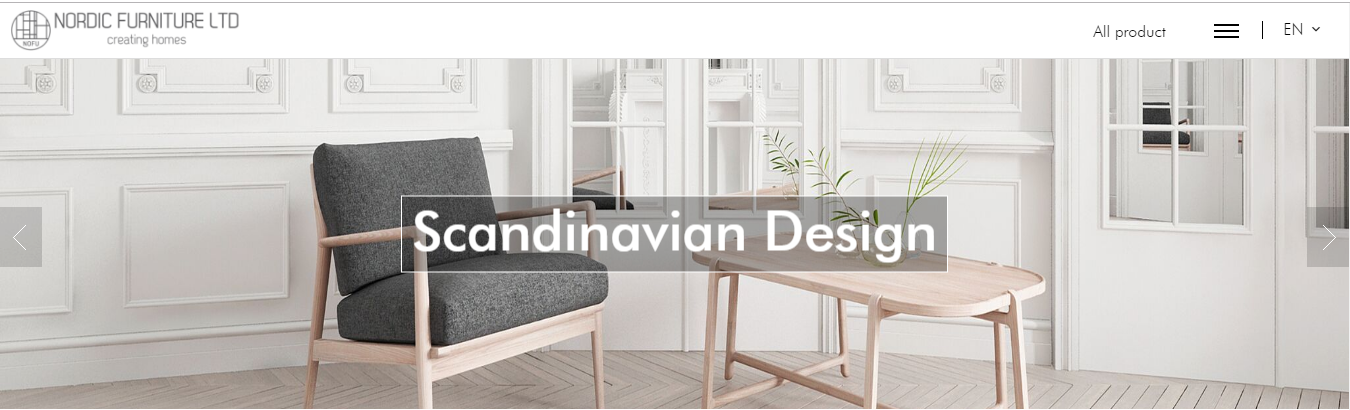 NORDIC FURNITURE LTD
creating homes
NOFU
All product
EN
Scandinavian Design